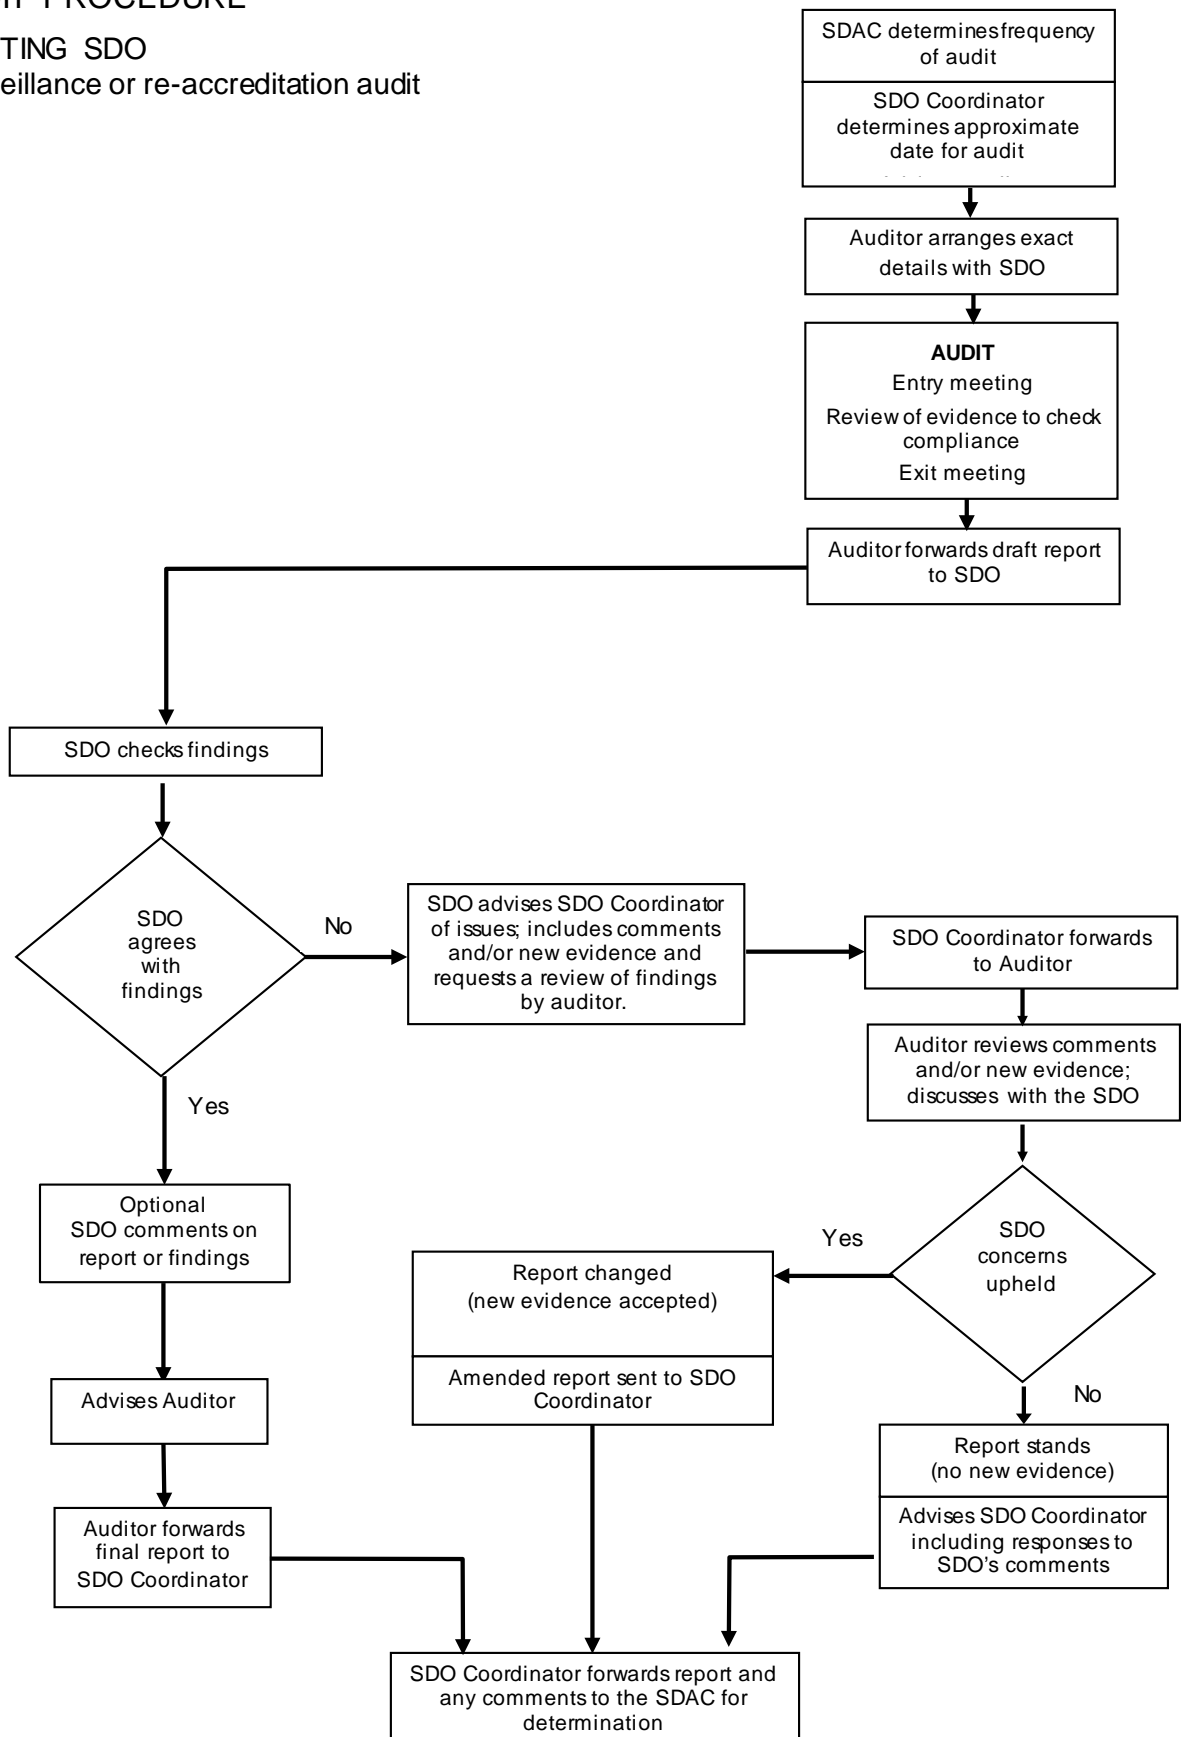 PROCEDURE
TING SDO
eillance or re-accreditation audit
SDAC determines frequency
of audit
SDO Coordinator
determines approximate
date for audit
Auditor arranges exact
details with SDO
AUDIT
Entry meeting
Review of evidence to check
compliance
Exit meeting
Auditor forwards draft report
to SDO
SDO checks findings
SDO
agrees
with
findings
No
SDO advises SDO Coordinator
of issues; includes comments
and/or new evidence and
requests a review of findings
by auditor.
SDO Coordinator forwards
to Auditor
Auditor reviews comments
and/or new evidence;
discusses with the SDO
Yes
Optional
SDO comments on
report or findings
SDO
concerns
upheld
Yes
Report changed
(new evidence accepted)
Amended report sent to SDO
Coordinator
No
Advises Auditor
Report stands
(no new evidence)
Advises SDO Coordinator
including responses to
SDO's comments
Auditor forwards
final report to
SDO Coordinator
SDO Coordinator forwards report and
any comments to the SDAC for
determination